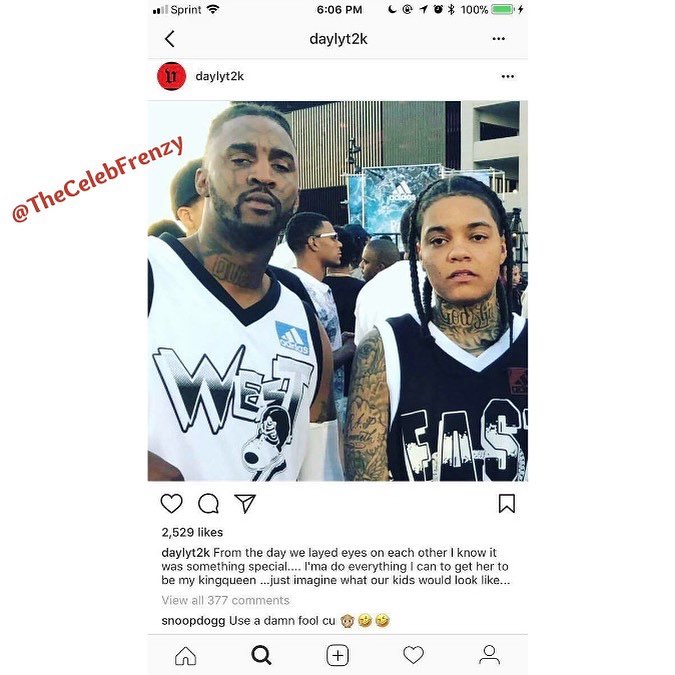 Sprint 6:06 PM 100%
daylyt2k
daylyt2k
@TheCelebFrenzy
adidas
adidas
WEST
EAS
2,529 likes
daylyt2k From the day we layed eyes on each other I know it
was something special.... I'ma do everything I can to get her to
be my kingqueen ...just imagine what our kids would look like...
View all 377 comments
snoopdogg Use a damn fool cu 🐵🤣🤣